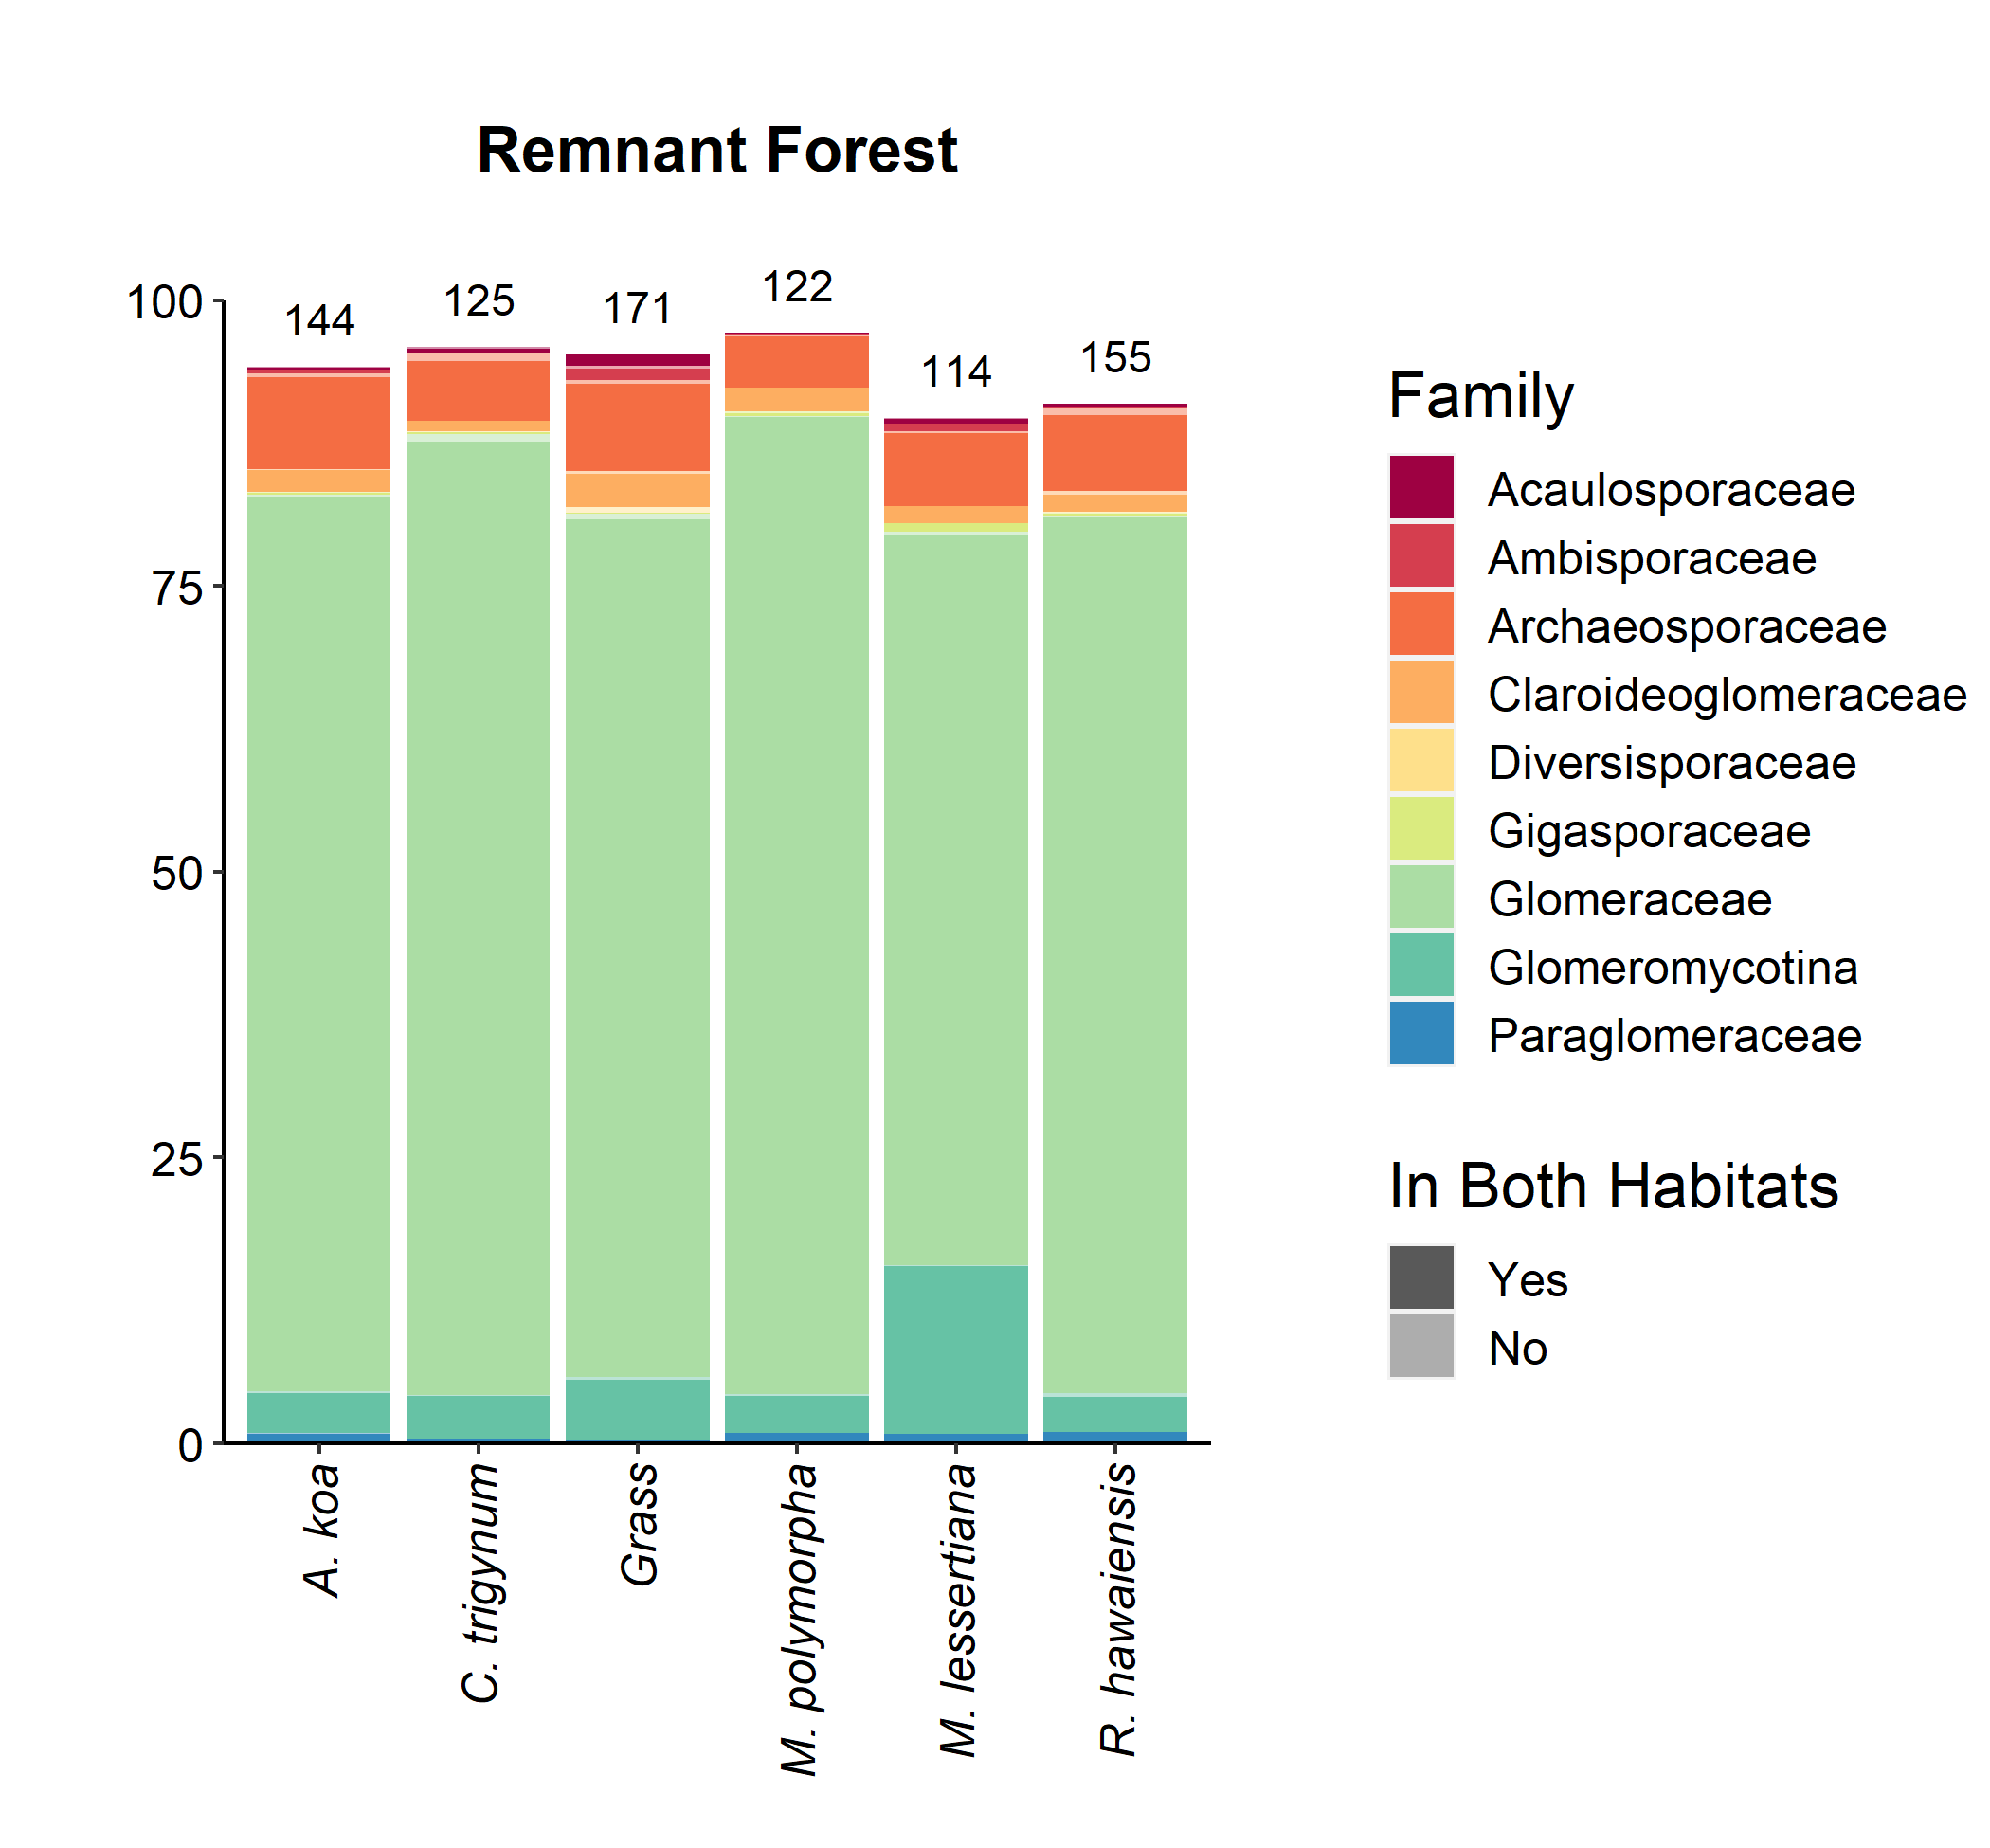 Remnant Forest
100
75
50
25
0
144
125
171
122
114
155
A. koa
C. trigynum
Grass
M. polymorpha
M. lessertiana
R. hawaiensis
Family
Acaulosporaceae
Ambisporaceae
Archaeosporaceae
Claroideoglomeraceae
Diversisporaceae
Gigasporaceae
Glomeraceae
Glomeromycotina
Paraglomeraceae
In Both Habitats
Yes
No